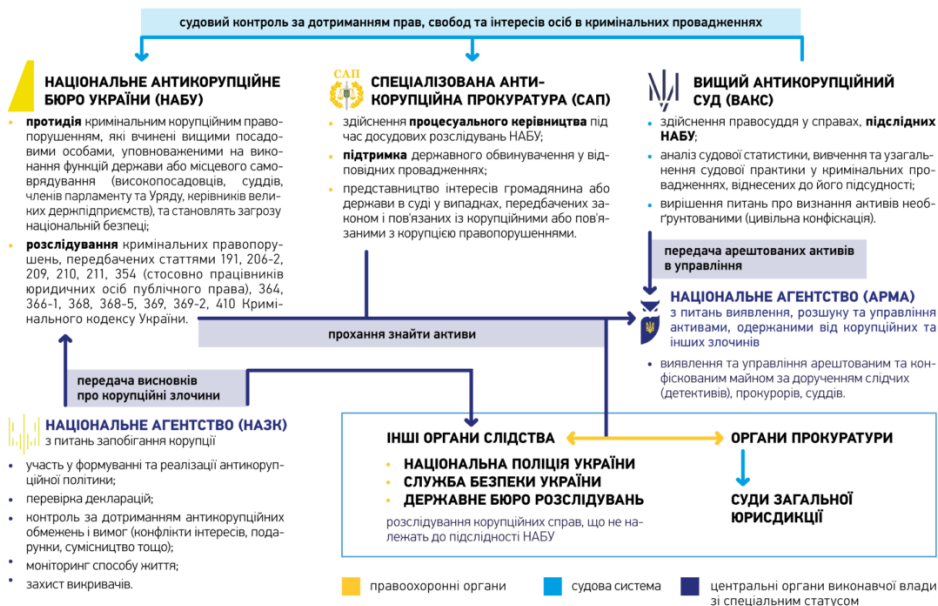 судовий контроль за дотриманням прав, свобод та інтересів осіб в кримінальних провадженнях
НАЦІОНАЛЬНЕ АНТИКОРУПЦІЙНЕ
БЮРО УКРАЇНИ (НАБУ)
• протидія кримінальним корупційним право-
порушенням, які вчинені вищими посадо-
вими особами, уповноваженими на вико-
нання функцій держави або місцевого само-
врядування (високопосадовців, суддів,
членів парламенту та Уряду, керівників вели-
ких держпідприємств), та становлять загрозу
національній безпеці;
• розслідування кримінальних правопору-
шень, передбачених статтями 191, 206-2,
209, 210, 211, 354 (стосовно працівників
юридичних осіб публічного права), 364,
366-1, 368, 368-5, 369, 369-2, 410 Кримі-
нального кодексу України.
САП
СПЕЦІАЛІЗОВАНА АНТИ-
КОРУПЦІЙНА ПРОКУРАТУРА (САП)
• здійснення процесуального керівництва під
час досудових розслідувань НАБУ;
• підтримка державного обвинувачення у від-
повідних провадженнях;
• представництво інтересів громадянина або
держави в суді у випадках, передбачених за-
коном і пов'язаних із корупційними або пов'я-
заними з корупцією правопорушеннями.
ВИЩИЙ АНТИКОРУПЦІЙНИЙ
СУД (ВАКС)
• здійснення правосуддя у справах, підслідних
НАБУ;
• аналіз судової статистики, вивчення та узагаль-
нення судової практики у кримінальних про-
вадженнях, віднесених до його підсудності;
• вирішення питань про визнання активів необ-
ґрунтованими (цивільна конфіскація).
передача арештованих активів
в управління
прохання знайти активи
НАЦІОНАЛЬНЕ АГЕНТСТВО (АРМА)
з питань виявлення, розшуку та управління
активами, одержаними від корупційних та
інших злочинів
• виявлення та управління арештованим та кон-
фіскованим майном за дорученням слідчих
(детективів), прокурорів, суддів.
передача висновків
про корупційні злочини
НАЦІОНАЛЬНЕ АГЕНТСТВО (НАЗК)
з питань запобігання корупції
• участь у формуванні та реалізації антикоруп-
ційної політики;
• перевірка декларацій;
• контроль за дотриманням антикорупційних
обмежень і вимог (конфлікти інтересів, пода-
рунки, сумісництво тощо);
• моніторинг способу життя;
• захист викривачів.
ІНШІ ОРГАНИ СЛІДСТВА
• НАЦІОНАЛЬНА ПОЛІЦІЯ УКРАЇНИ
• СЛУЖБА БЕЗПЕКИ УКРАЇНИ
• ДЕРЖАВНЕ БЮРО РОЗСЛІДУВАНЬ
розслідування корупційних справ, що не на-
лежать до підслідності НАБУ
ОРГАНИ ПРОКУРАТУРИ
СУДИ ЗАГАЛЬНОЇ
ЮРИСДИКЦІЇ
правоохоронні органи
судова система
центральні органи виконавчої влади
зі спеціальним статусом